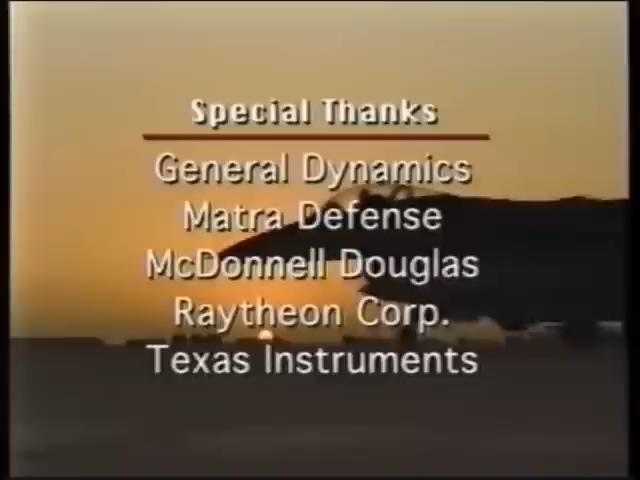 Special Thanks
General Dynamics
Matra Defense
McDonnell Douglas
Raytheon Corp.
Texas Instruments